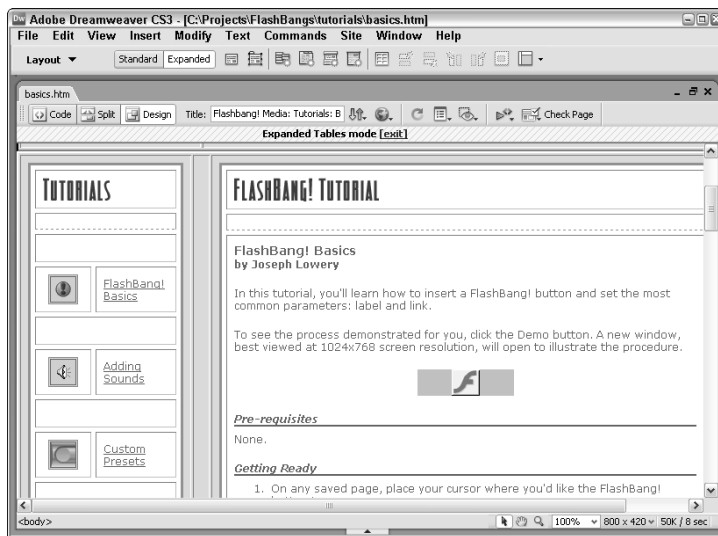 Dw Adobe Dreamweaver CS3 - [C:\Projects\FlashBangs\tutorials\basics.htm]
File Edit View Insert Modify Text Commands Site Window Help
Layout Standard Expanded
basics.htm
Code Split Design Title: Flashbang! Media: Tutorials: B Check Page
Expanded Tables mode [exit]
Tutorials
FlashBang!
Basics
Adding
Sounds
Custom
Presets
FlashBang! Tutorial
FlashBang! Basics
by Joseph Lowery
In this tutorial, you'll learn how to insert a FlashBang! button and set the most
common parameters: label and link.
To see the process demonstrated for you, click the Demo button. A new window,
best viewed at 1024x768 screen resolution, will open to illustrate the procedure.
Pre-requisites
None.
Getting Ready
1. On any saved page, place your cursor where you'd like the FlashBang!
<body> 100% 800 x 420 50K / 8 sec